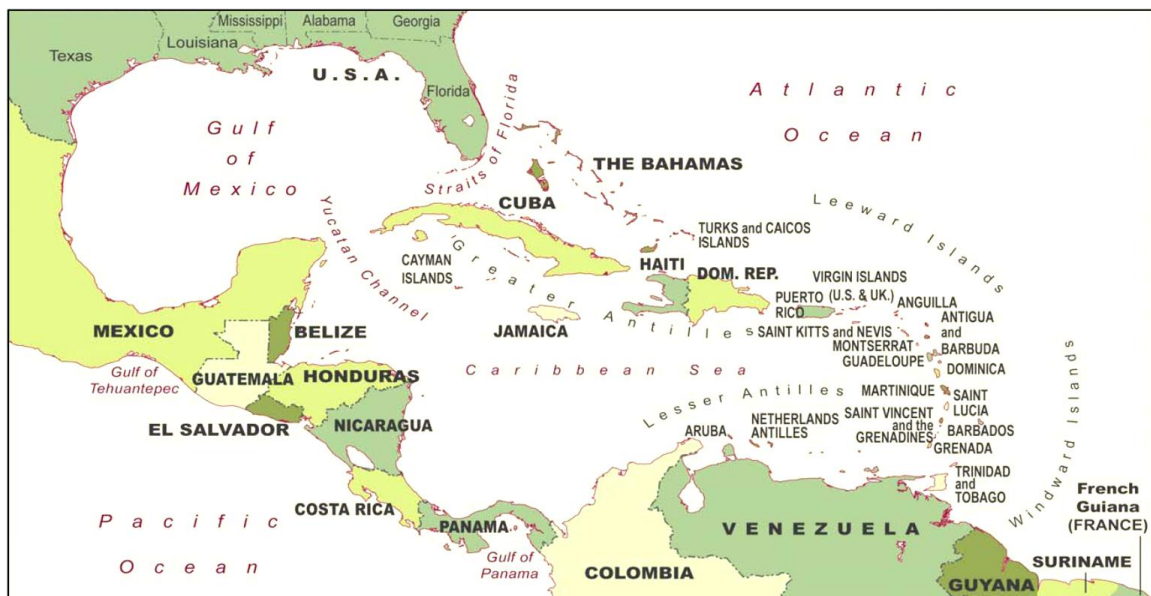 Mississippi
Alabama
Georgia
Louisiana
Texas
U.S.A.
Florida
Atlantic
Ocean
Gulf
of
Mexico
Straits of Florida
THE BAHAMAS
CUBA
Yucatan Channel
Leeward Islands
TURKS and CAICOS
ISLANDS
CAYMAN
ISLANDS
Greater Antilles
HAITI
DOM. REP.
VIRGIN ISLANDS
(U.S. & UK.)
PUERTO
RICO
ANGUILLA
MEXICO
BELIZE
JAMAICA
SAINT KITTS and NEVIS
ANTIGUA
and
BARBUDA
MONTSERRAT
GUADELOUPE
Gulf of
Tehuantepec
GUATEMALA
HONDURAS
Caribbean Sea
DOMINICA
Lesser Antilles
MARTINIQUE
SAINT
LUCIA
Windward Islands
EL SALVADOR
NICARAGUA
ARUBA
NETHERLANDS
ANTILLES
SAINT VINCENT
and the
GRENADINES
BARBADOS
GRENADA
TRINIDAD
and
TOBAGO
COSTA RICA
PANAMA
VENEZUELA
French
Guiana
(FRANCE)
Pacific
Ocean
Gulf of
Panama
COLOMBIA
GUYANA
SURINAME